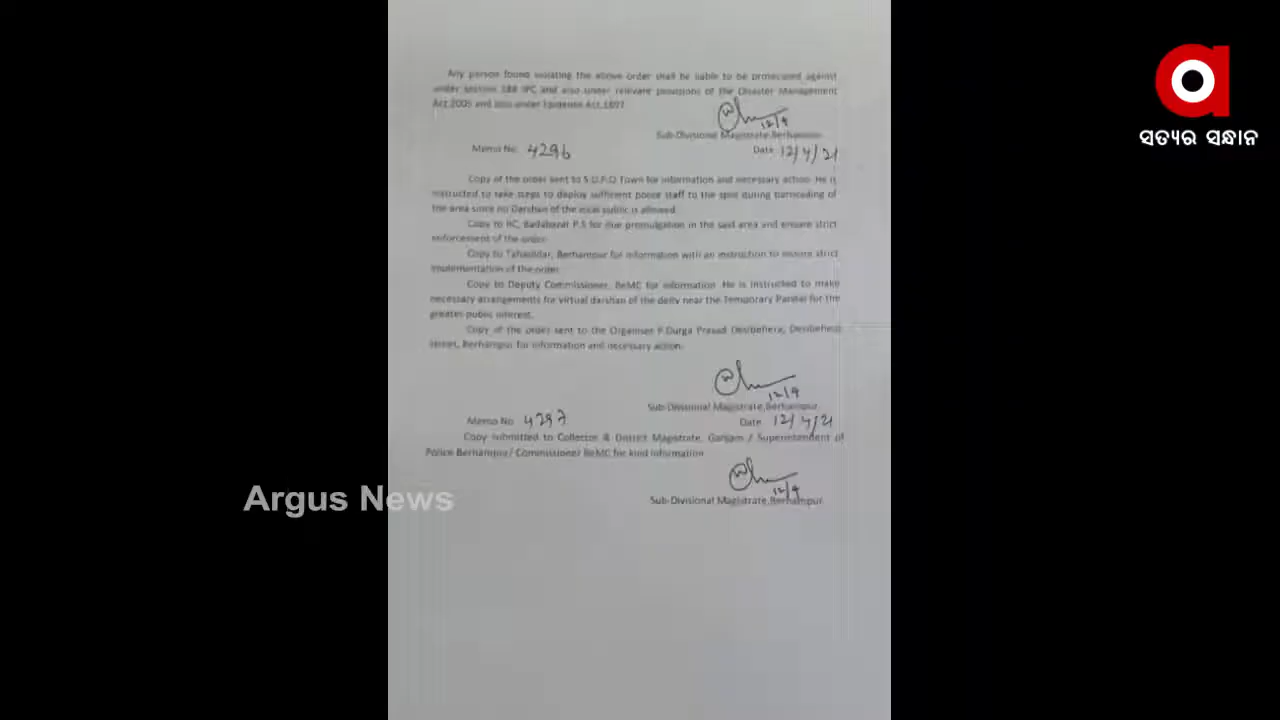 ସତ୍ୟର ସନ୍ଧାନ
Any person found violating the above order shall be liable to be prosecuted against
under section 188 IPC and also under relevant provisions of the Disaster Management
Act,2005 and also under Epidemic Act,1897.
12/4
Sub-Divisional Magistrate,Berhampur
Memo No. 4296 Date 12/4/21
Copy of the order sent to S.D.P.O Town for information and necessary action. He is
instructed to take steps to deploy sufficient police staff to the spot during barricading of
the area since no Darshan of the local public is allowed.
Copy to IIC, Badabazar P.S for due promulgation in the said area and ensure strict
enforcement of the order.
Copy to Tahasildar, Berhampur for information with an instruction to ensure strict
implementation of the order.
Copy to Deputy Commissioner, BeMC for information. He is instructed to make
necessary arrangements for virtual darshan of the deity near the Temporary Pandal for the
greater public interest.
Copy of the order sent to the Organiser P.Durga Prasad Desibehera, Desibehera
street, Berhampur for information and necessary action.
12/4
Sub-Divisional Magistrate,Berhampur
Memo No. 4297 Date 12/4/21
Copy submitted to Collector & District Magistrate, Ganjam / Superintendent of
Police Berhampur/ Commissioner BeMC for kind information
12/4
Sub-Divisional Magistrate,Berhampur
Argus News